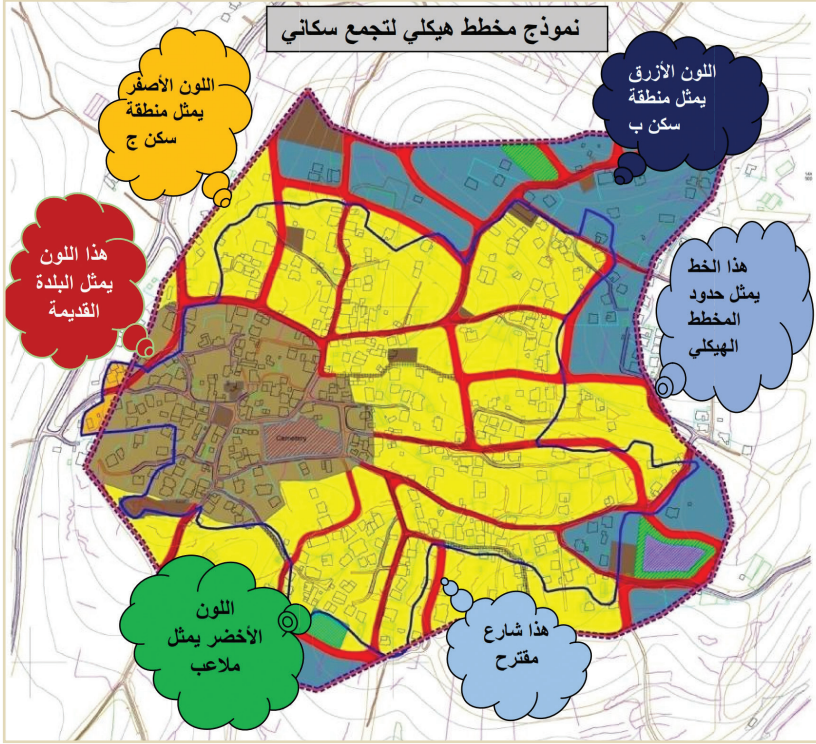 نموذج مخطط هيكلي لتجمع سكاني
اللون الأزرق
يمثل منطقة
سكن ب
اللون الأصفر
يمثل منطقة
سكن ج
هذا اللون
يمثل البلدة
القديمة
هذا الخط
يمثل حدود
المخطط
الهيكلي
Cemetery
اللون
الأخضر يمثل
ملاعب
هذا شارع
مقترح